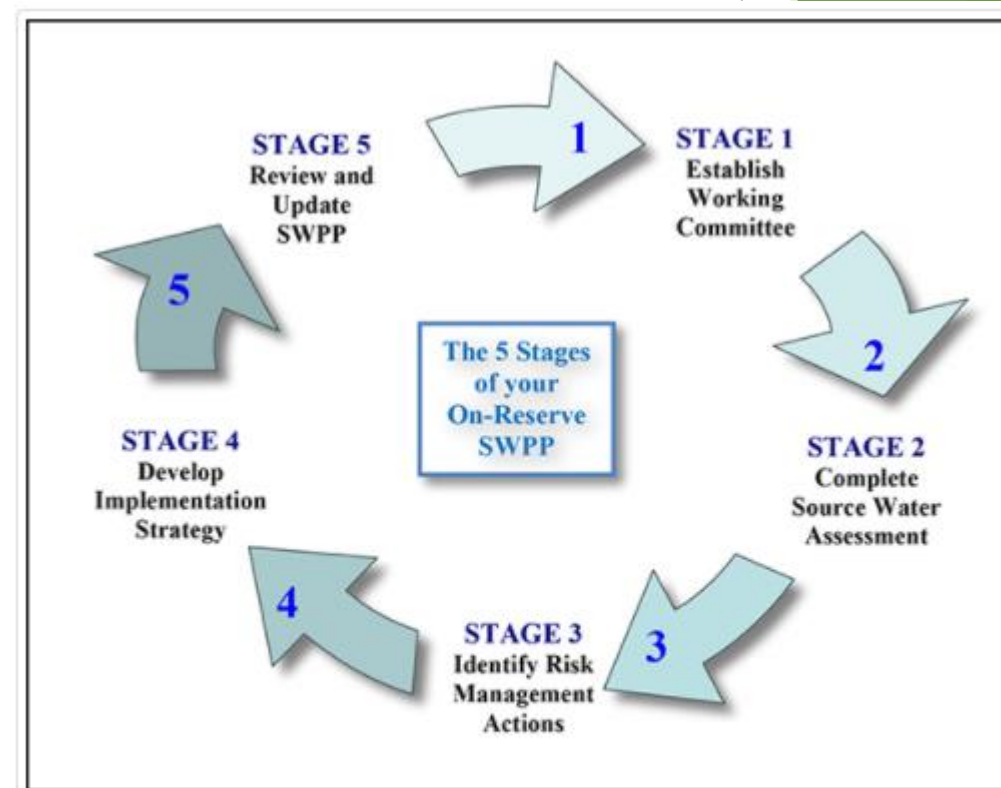 1
STAGE 1
Establish
Working
Committee
2
STAGE 2
Complete
Source Water
Assessment
3
STAGE 3
Identify Risk
Management
Actions
4
STAGE 4
Develop
Implementation
Strategy
5
STAGE 5
Review and
Update
SWPP
The 5 Stages
of your
On-Reserve
SWPP